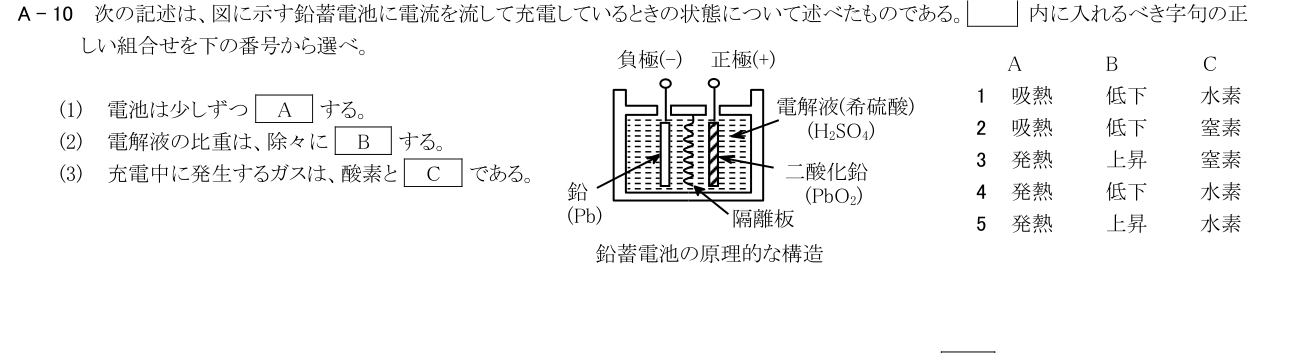 A－10 次の記述は、図に示す鉛蓄電池に電流を流して充電しているときの状態について述べたものである。 内に入れるべき字句の正
しい組合せを下の番号から選べ。
(1) 電池は少しずつ A する。
(2) 電解液の比重は、除々に B する。
(3) 充電中に発生するガスは、酸素と C である。
負極(-) 正極(+)
電解液(希硫酸)
(H₂SO₄)
二酸化鉛
(PbO₂)
鉛
(Pb)
隔離板
鉛蓄電池の原理的な構造
A B C
1 吸熱 低下 水素
2 吸熱 低下 窒素
3 発熱 上昇 窒素
4 発熱 低下 水素
5 発熱 上昇 水素